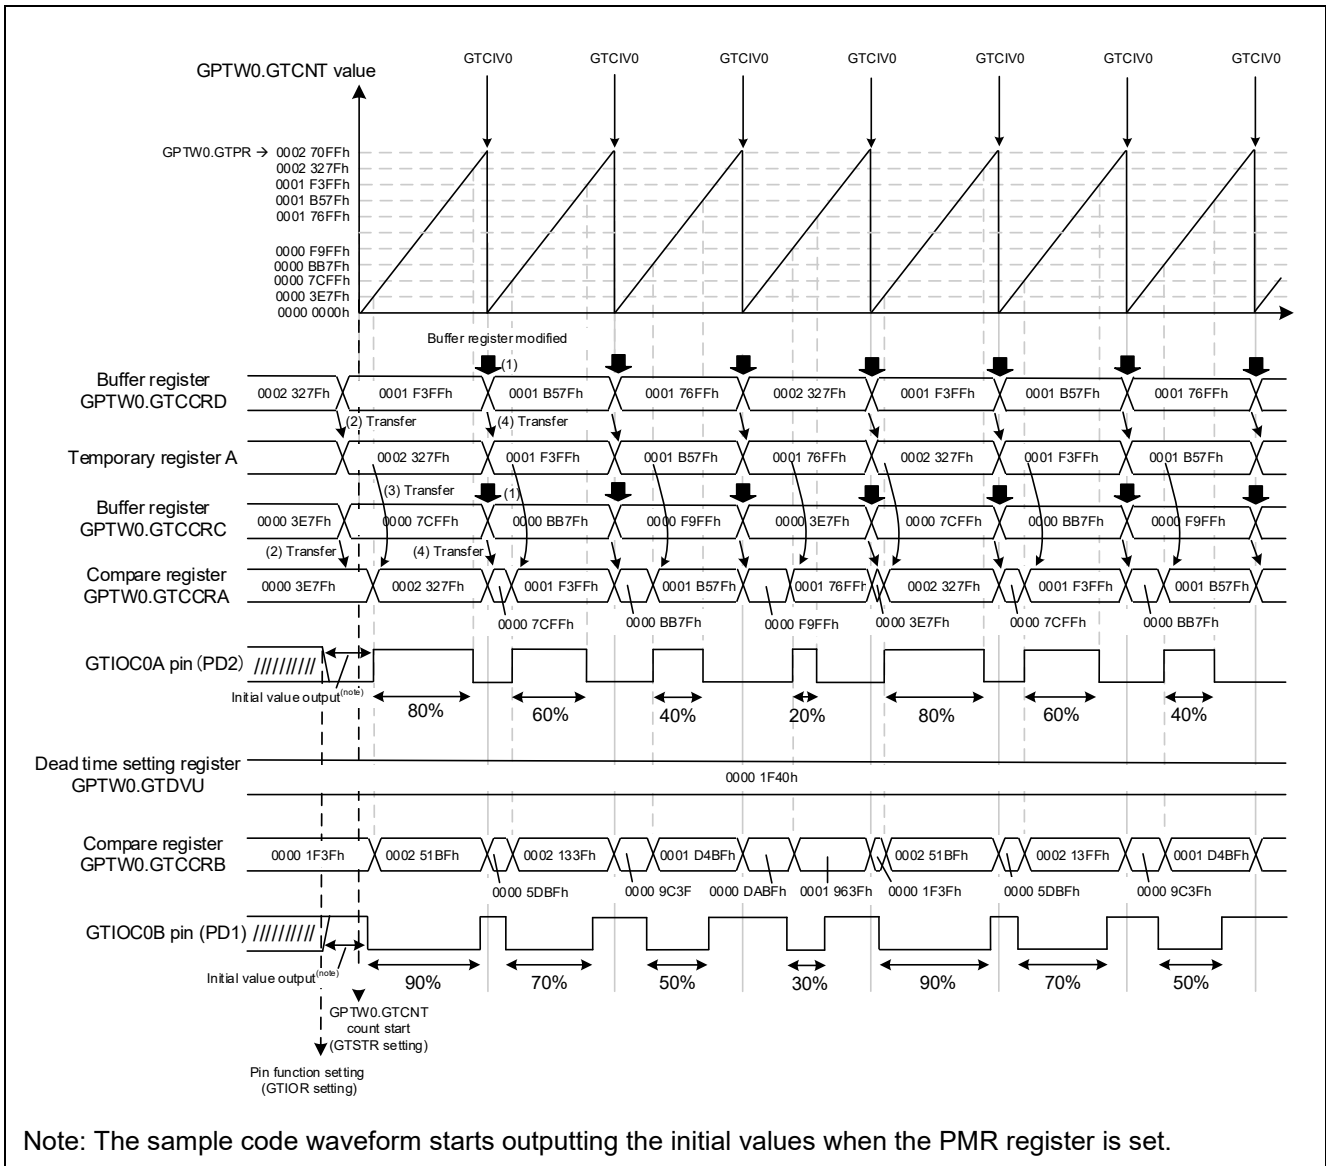 GTCIV0 GTCIV0 GTCIV0 GTCIV0 GTCIV0 GTCIV0 GTCIV0
GPTW0.GTCNT value
GPTW0.GTPR → 0002 70FFh
0002 327Fh
0001 F3FFh
0001 B57Fh
0001 76FFh
0000 F9FFh
0000 BB7Fh
0000 7CFFh
0000 3E7Fh
0000 0000h
Buffer register modified
(1)
Buffer register
GPTW0.GTCCRD
0002 327Fh 0001 F3FFh 0001 B57Fh 0001 76FFh 0002 327Fh 0001 F3FFh 0001 B57Fh 0001 76FFh
(2) Transfer (4) Transfer
Temporary register A
0002 327Fh 0001 F3FFh 0001 B57Fh 0001 76FFh 0002 327Fh 0001 F3FFh 0001 B57Fh
(3) Transfer (1)
Buffer register
GPTW0.GTCCRC
0000 3E7Fh 0000 7CFFh 0000 BB7Fh 0000 F9FFh 0000 3E7Fh 0000 7CFFh 0000 BB7Fh 0000 F9FFh
(2) Transfer (4) Transfer
Compare register
GPTW0.GTCCRA
0000 3E7Fh 0002 327Fh 0001 F3FFh 0001 B57Fh 0001 76FFh 0002 327Fh 0001 F3FFh 0001 B57Fh
0000 7CFFh 0000 BB7Fh 0000 F9FFh 0000 3E7Fh 0000 7CFFh 0000 BB7Fh
GTIOC0A pin (PD2)
Initial value output(note)
80% 60% 40% 20% 80% 60% 40%
Dead time setting register
GPTW0.GTDVU
0000 1F40h
Compare register
GPTW0.GTCCRB
0000 1F3Fh 0002 51BFh 0002 133Fh 0001 D4BFh 0002 51BFh 0002 13FFh 0001 D4BFh
0000 5DBFh 0000 9C3F 0000 DABFh 0001 963Fh 0000 1F3Fh 0000 5DBFh 0000 9C3Fh
GTIOC0B pin (PD1)
Initial value output(note)
90% 70% 50% 30% 90% 70% 50%
GPTW0.GTCNT
count start
(GTSTR setting)
Pin function setting
(GTIOR setting)
Note: The sample code waveform starts outputting the initial values when the PMR register is set.